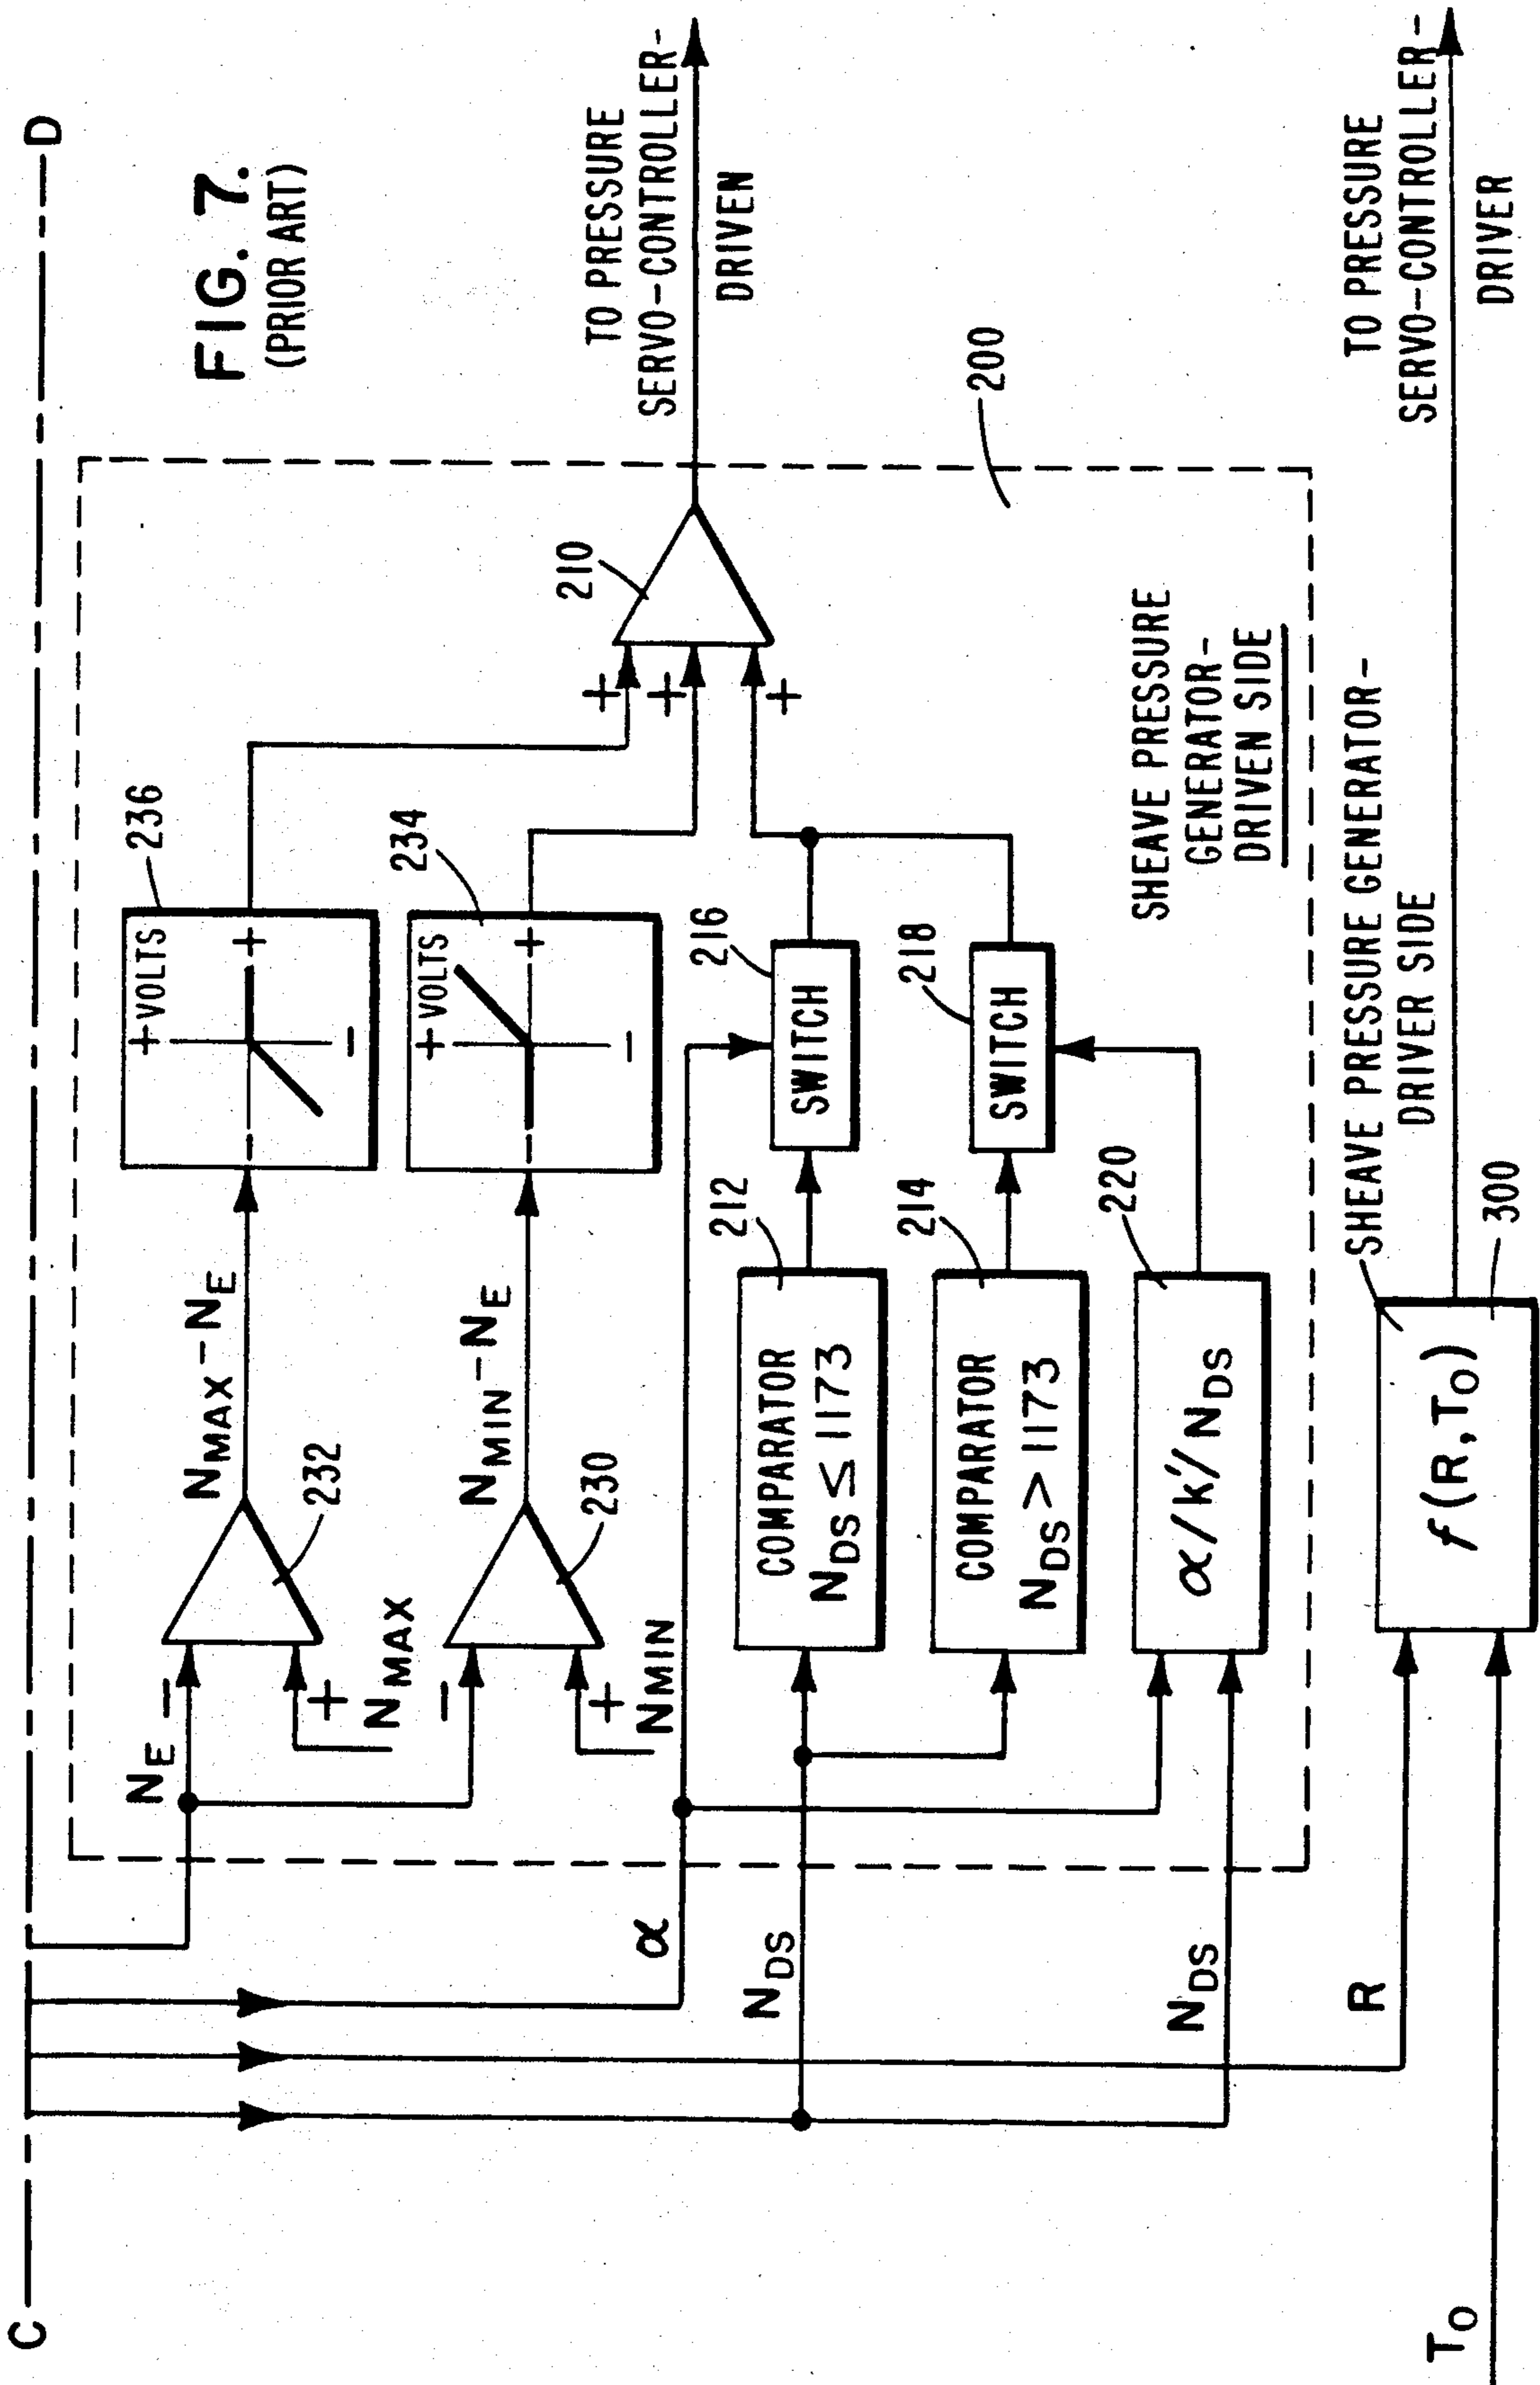 C
D
FIG. 7.
(PRIOR ART)
N_E
−
+
N_MAX
232
N_MAX − N_E
236
+ VOLTS
−
+
−
−
+
N_MIN
230
N_MIN − N_E
234
+ VOLTS
−
+
−
+
+
+
210
TO PRESSURE
SERVO-CONTROLLER-
DRIVEN
α
N_DS
212
COMPARATOR
N_DS ≤ 1173
216
SWITCH
214
COMPARATOR
N_DS > 1173
218
SWITCH
220
α/k'/N_DS
N_DS
200
SHEAVE PRESSURE
GENERATOR-
DRIVEN SIDE
R
T_O
f(R,T_O)
300
SHEAVE PRESSURE GENERATOR-
DRIVER SIDE
TO PRESSURE
SERVO-CONTROLLER-
DRIVER